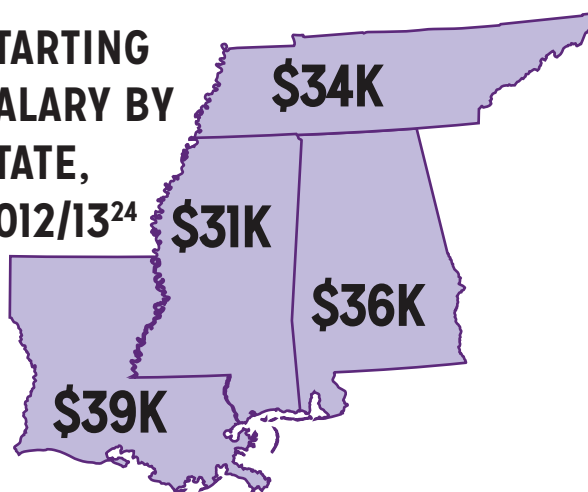 TARTING
ALARY BY
TATE,
012/13²⁴
$34K
$31K
$36K
$39K